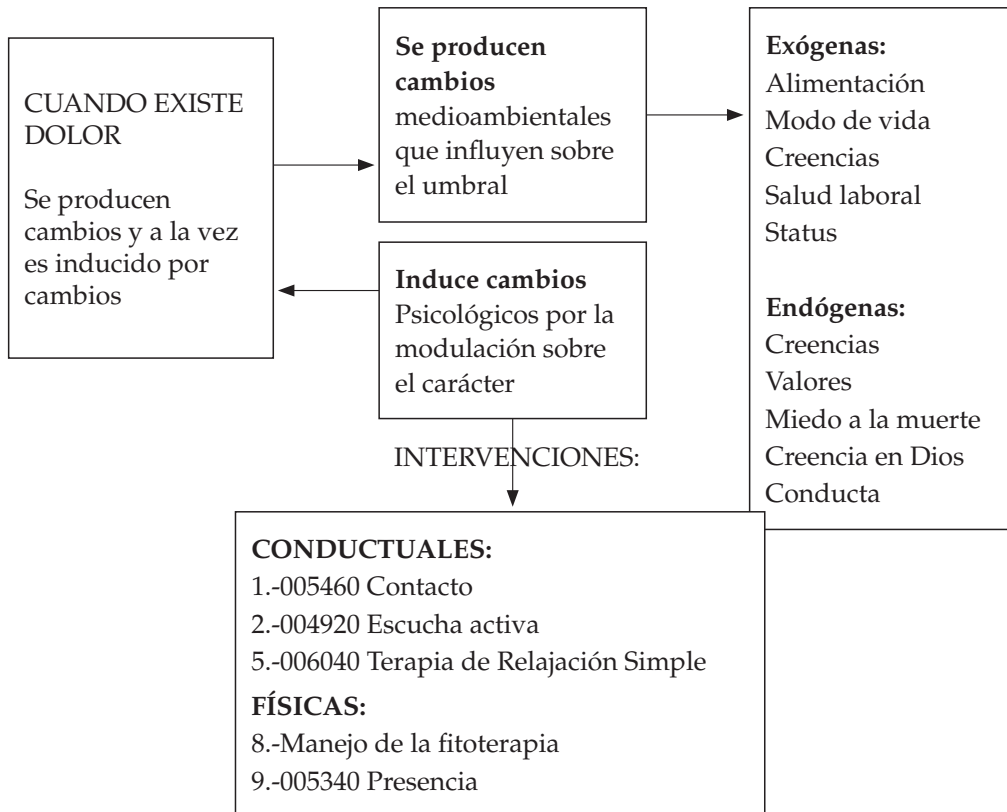 CUANDO EXISTE
DOLOR
Se producen
cambios y a la vez
es inducido por
cambios
Se producen
cambios
medioambientales
que influyen sobre
el umbral
Induce cambios
Psicológicos por la
modulación sobre
el carácter
Exógenas:
Alimentación
Modo de vida
Creencias
Salud laboral
Status
Endógenas:
Creencias
Valores
Miedo a la muerte
Creencia en Dios
Conducta
INTERVENCIONES:
CONDUCTUALES:
1.-005460 Contacto
2.-004920 Escucha activa
5.-006040 Terapia de Relajación Simple
FÍSICAS:
8.-Manejo de la fitoterapia
9.-005340 Presencia